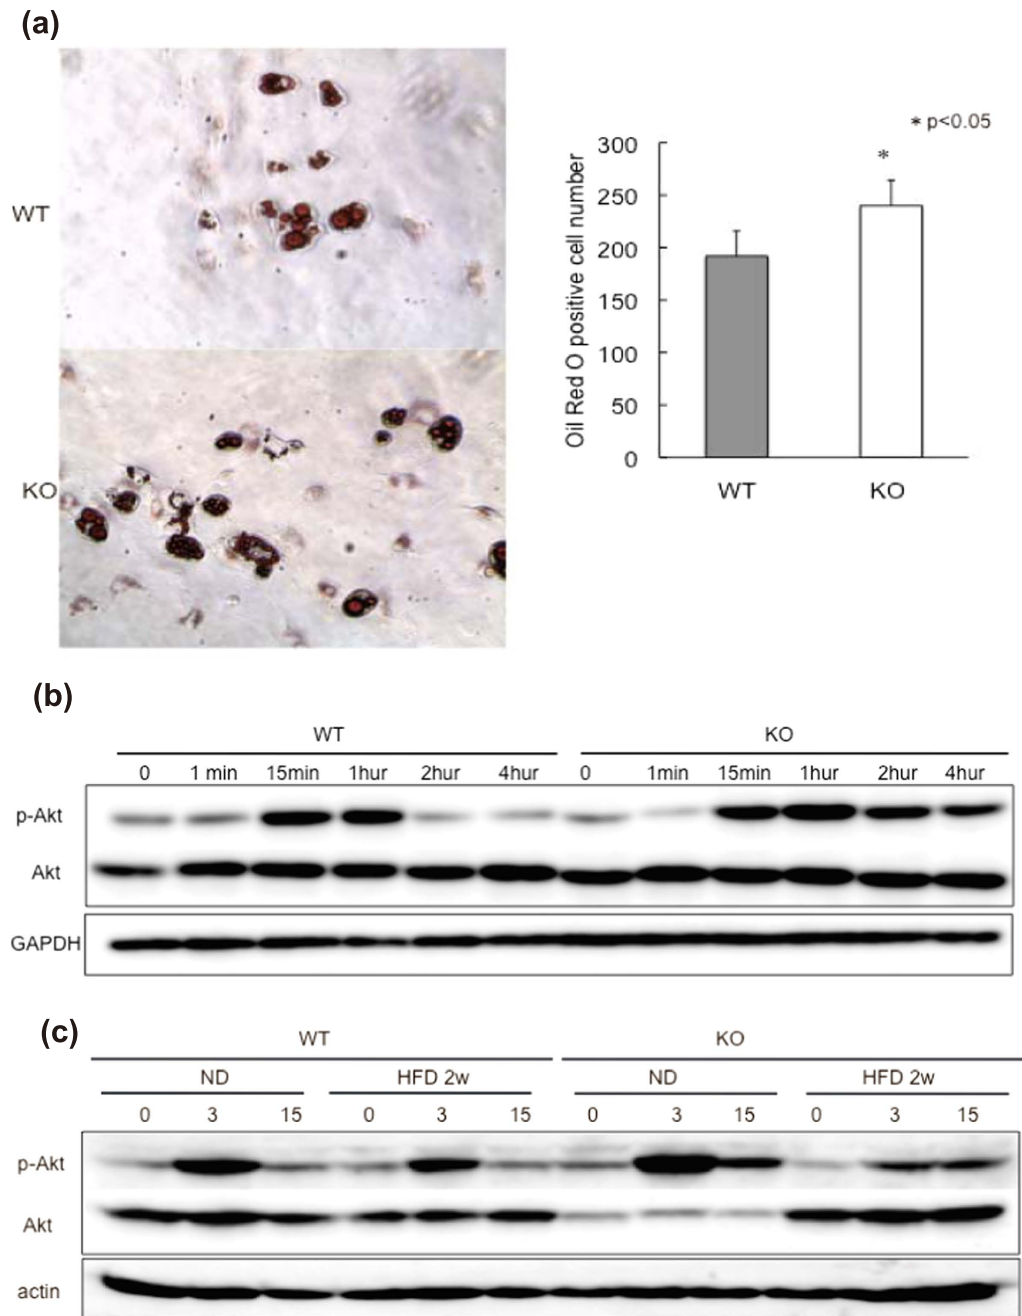 (a)
WT
KO
* p<0.05
*
Oil Red O positive cell number
300
250
200
150
100
50
0
WT KO
(b)
WT KO
0 1 min 15min 1hur 2hur 4hur 0 1min 15min 1hur 2hur 4hur
p-Akt
Akt
GAPDH
(c)
WT KO
ND HFD 2w ND HFD 2w
0 3 15 0 3 15 0 3 15 0 3 15
p-Akt
Akt
actin